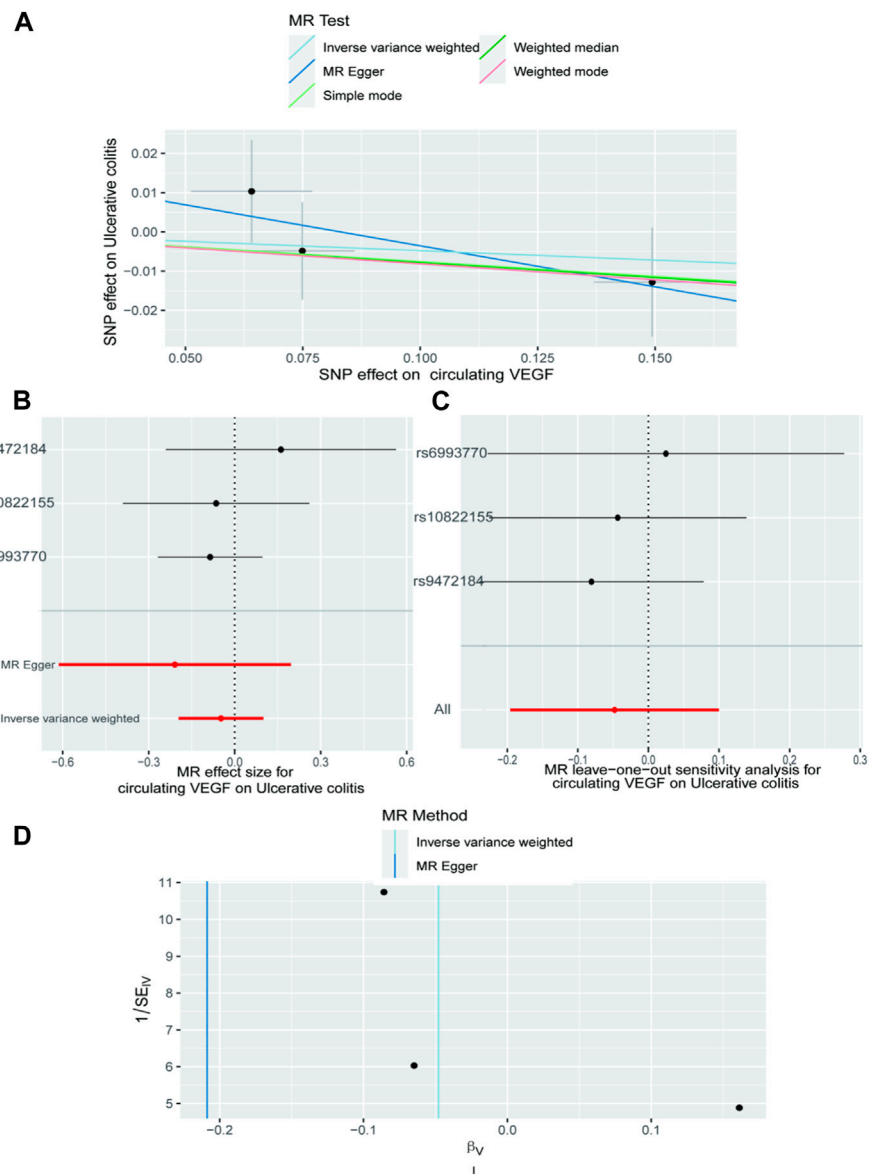 A
MR Test
Inverse variance weighted
Weighted median
MR Egger
Weighted mode
Simple mode
SNP effect on Ulcerative colitis
0.02
0.01
0.00
−0.01
−0.02
0.050
0.075
0.100
0.125
0.150
SNP effect on circulating VEGF
B
472184
0822155
993770
MR Egger
Inverse variance weighted
−0.6
−0.3
0.0
0.3
0.6
MR effect size for
circulating VEGF on Ulcerative colitis
C
rs6993770
rs10822155
rs9472184
All
−0.2
−0.1
0.0
0.1
0.2
0.3
MR leave−one−out sensitivity analysis for
circulating VEGF on Ulcerative colitis
D
MR Method
Inverse variance weighted
MR Egger
1/SE_IV
11
10
9
8
7
6
5
−0.2
−0.1
0.0
0.1
β_V